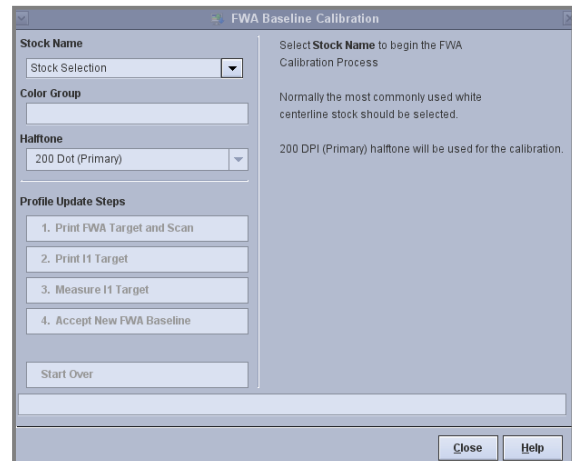 FWA Baseline Calibration
Stock Name
Stock Selection
Color Group
Halftone
200 Dot (Primary)
Profile Update Steps
1. Print FWA Target and Scan
2. Print I1 Target
3. Measure I1 Target
4. Accept New FWA Baseline
Start Over
Select Stock Name to begin the FWA
Calibration Process
Normally the most commonly used white
centerline stock should be selected.
200 DPI (Primary) halftone will be used for the calibration.
Close
Help